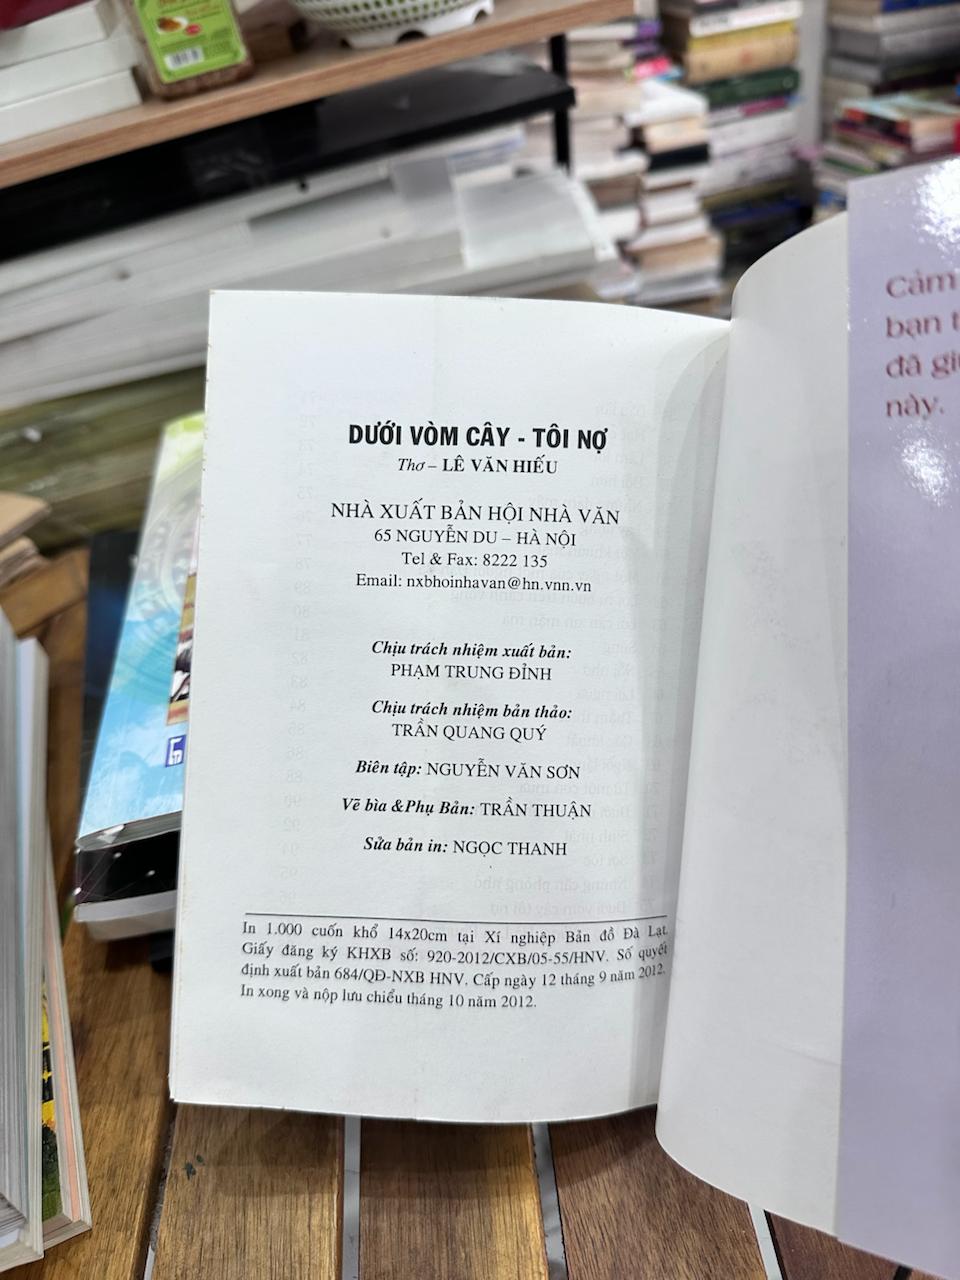 DƯỚI VÒM CÂY - TÔI NỢ
Thơ – LÊ VĂN HIẾU
NHÀ XUẤT BẢN HỘI NHÀ VĂN
65 NGUYỄN DU – HÀ NỘI
Tel & Fax: 8222 135
Email: nxbhoinhavan@hn.vnn.vn
Chịu trách nhiệm xuất bản:
PHẠM TRUNG ĐỈNH
Chịu trách nhiệm bản thảo:
TRẦN QUANG QUÝ
Biên tập: NGUYỄN VĂN SƠN
Vẽ bìa &Phụ Bản: TRẦN THUẬN
Sửa bản in: NGỌC THANH
In 1.000 cuốn khổ 14x20cm tại Xí nghiệp Bản đồ Đà Lạt.
Giấy đăng ký KHXB số: 920-2012/CXB/05-55/HNV. Số quyết
định xuất bản 684/QĐ-NXB HNV. Cấp ngày 12 tháng 9 năm 2012.
In xong và nộp lưu chiểu tháng 10 năm 2012.
Cảm
bạn
đã
này.